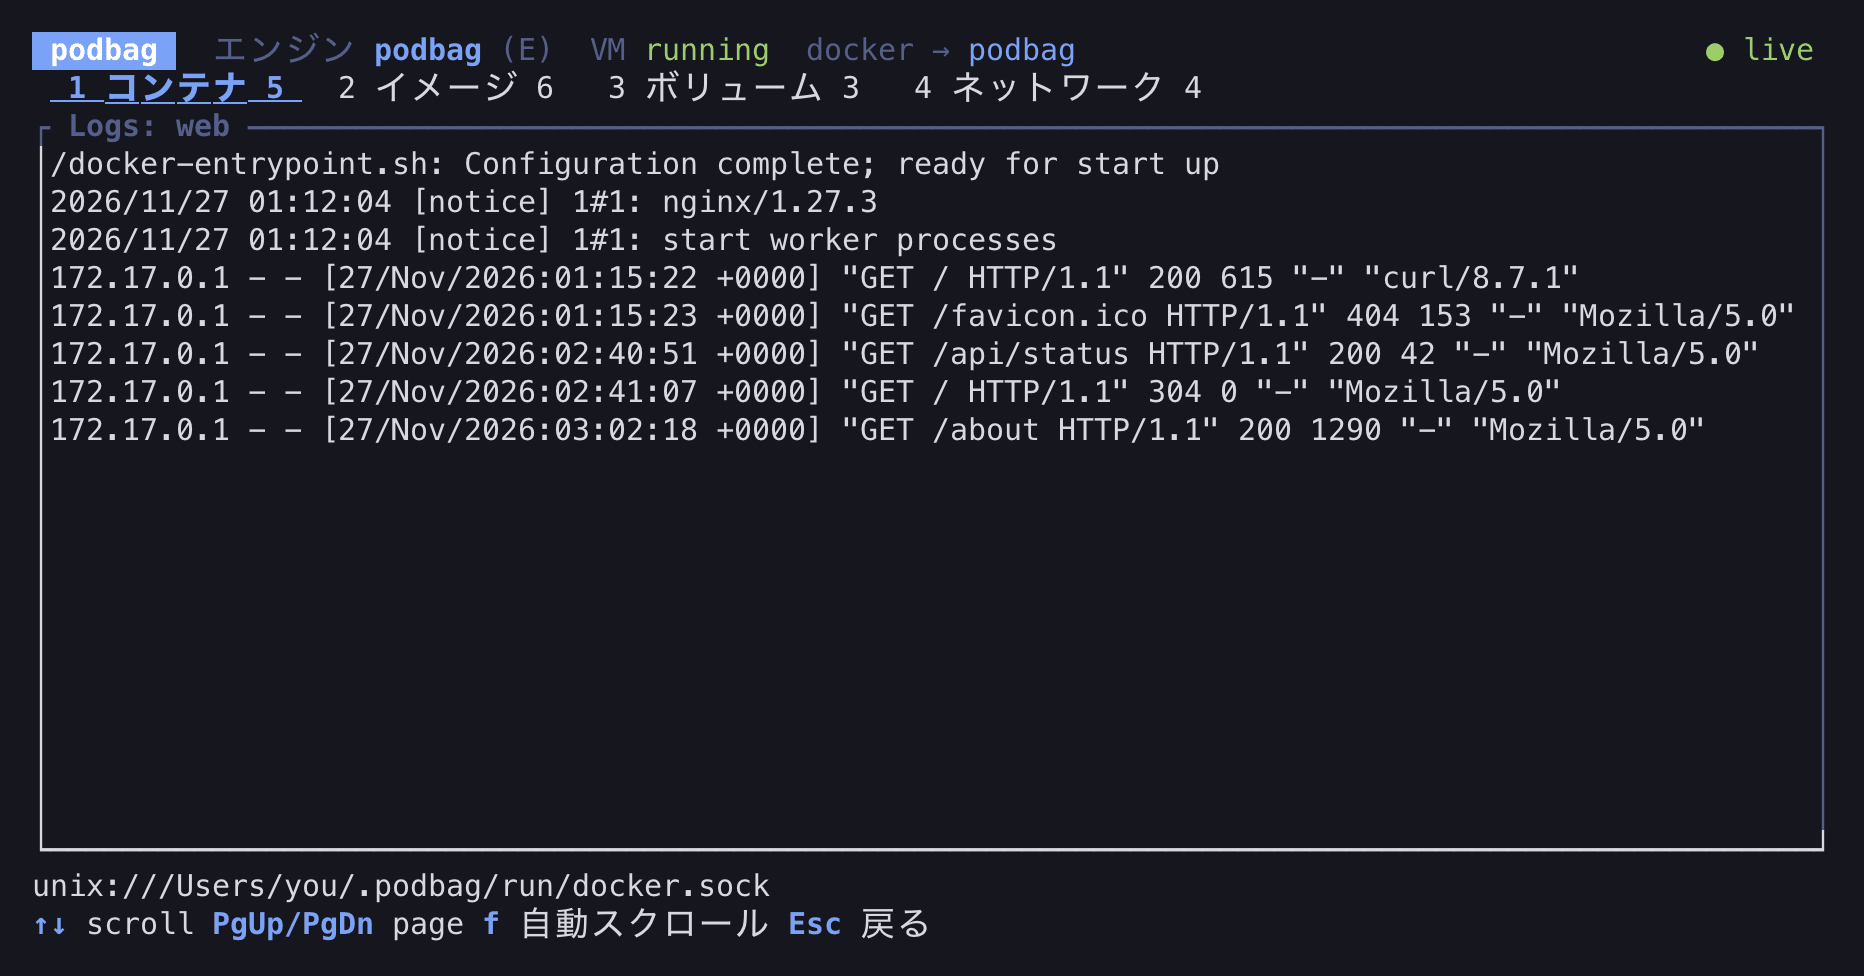 podbag エンジン podbag (E) VM running docker → podbag ● live
1 コンテナ 5 2 イメージ 6 3 ボリューム 3 4 ネットワーク 4
Logs: web
/docker-entrypoint.sh: Configuration complete; ready for start up
2026/11/27 01:12:04 [notice] 1#1: nginx/1.27.3
2026/11/27 01:12:04 [notice] 1#1: start worker processes
172.17.0.1 - - [27/Nov/2026:01:15:22 +0000] "GET / HTTP/1.1" 200 615 "-" "curl/8.7.1"
172.17.0.1 - - [27/Nov/2026:01:15:23 +0000] "GET /favicon.ico HTTP/1.1" 404 153 "-" "Mozilla/5.0"
172.17.0.1 - - [27/Nov/2026:02:40:51 +0000] "GET /api/status HTTP/1.1" 200 42 "-" "Mozilla/5.0"
172.17.0.1 - - [27/Nov/2026:02:41:07 +0000] "GET / HTTP/1.1" 304 0 "-" "Mozilla/5.0"
172.17.0.1 - - [27/Nov/2026:03:02:18 +0000] "GET /about HTTP/1.1" 200 1290 "-" "Mozilla/5.0"
unix:///Users/you/.podbag/run/docker.sock
↑↓ scroll PgUp/PgDn page f 自動スクロール Esc 戻る